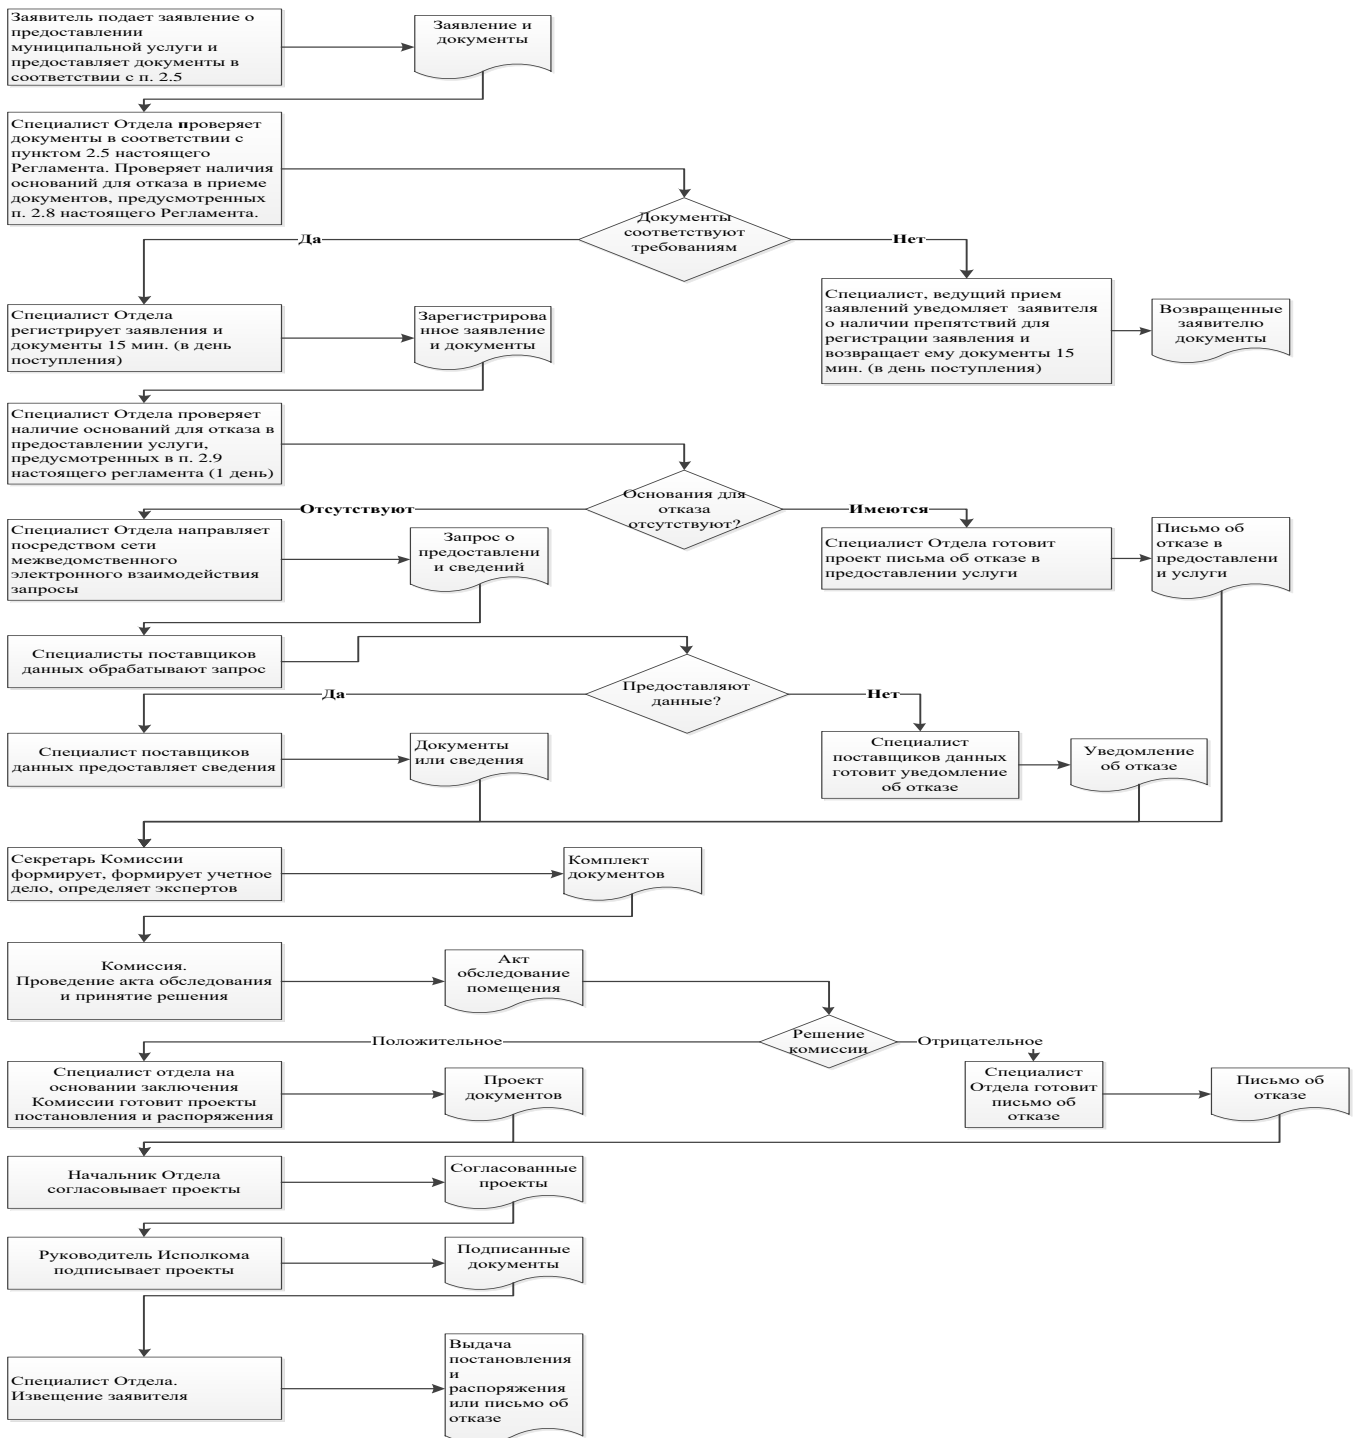 Заявитель подает заявление о
предоставлении
муниципальной услуги и
предоставляет документы в
соответствии с п. 2.5
Заявление и
документы
Специалист Отдела проверяет
документы в соответствии с
пунктом 2.5 настоящего
Регламента. Проверяет наличия
оснований для отказа в приеме
документов, предусмотренных
п. 2.8 настоящего Регламента.
Документы
соответствуют
требованиям
Да
Нет
Специалист Отдела
регистрирует заявления и
документы 15 мин. (в день
поступления)
Зарегистрирова
нное заявление
и документы
Специалист, ведущий прием
заявлений уведомляет заявителя
о наличии препятствий для
регистрации заявления и
возвращает ему документы 15
мин. (в день поступления)
Возвращенные
заявителю
документы
Специалист Отдела проверяет
наличие оснований для отказа в
предоставлении услуги,
предусмотренных в п. 2.9
настоящего регламента (1 день)
Основания для
отказа
отсутствуют?
Отсутствуют
Имеются
Специалист Отдела направляет
посредством сети
межведомственного
электронного взаимодействия
запросы
Запрос о
предоставлени
и сведений
Специалист Отдела готовит
проект письма об отказе в
предоставлении услуги
Письмо об
отказе в
предоставлени
и услуги
Специалисты поставщиков
данных обрабатывают запрос
Предоставляют
данные?
Да
Нет
Специалист поставщиков
данных предоставляет сведения
Документы
или сведения
Специалист
поставщиков данных
готовит уведомление
об отказе
Уведомление
об отказе
Секретарь Комиссии
формирует, формирует учетное
дело, определяет экспертов
Комплект
документов
Комиссия.
Проведение акта обследования
и принятие решения
Акт
обследование
помещения
Решение
комиссии
Положительное
Отрицательное
Специалист отдела на
основании заключения
Комиссии готовит проекты
постановления и распоряжения
Проект
документов
Специалист
Отдела готовит
письмо об
отказе
Письмо об
отказе
Начальник Отдела
согласовывает проекты
Согласованные
проекты
Руководитель Исполкома
подписывает проекты
Подписанные
документы
Специалист Отдела.
Извещение заявителя
Выдача
постановления
и
распоряжения
или письмо об
отказе